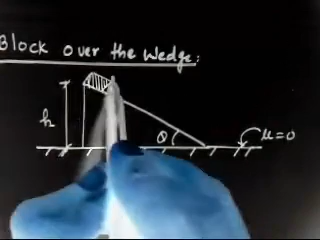 Block over the Wedge:
h
θ
μ=0